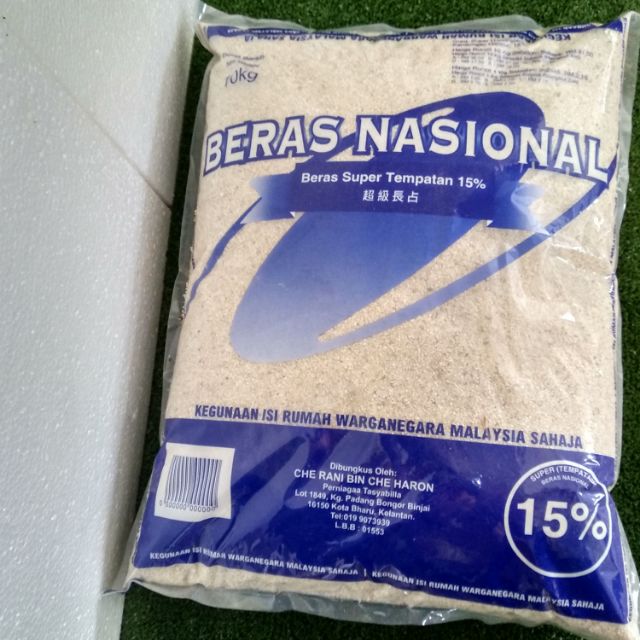 10kg
BERAS NASIONAL
Beras Super Tempatan 15%
超級長占
KEGUNAAN ISI RUMAH WARGANEGARA MALAYSIA SAHAJA
Dibungkus Oleh:
CHE RANI BIN CHE HARON
Perniagaa Tasyabilla
Lot 1849, Kg. Padang Bongor Binjai
16150 Kota Bharu, Kelantan.
Tel:019 9073939
L.B.B : 01553
SUPER (TEMPATAN)
BERAS NASIONAL
15%
KEGUNAAN ISI RUMAH WARGANEGARA MALAYSIA SAHAJA | KEGUNAAN ISI RUMAH WARGANEGARA MALAYSIA SAHAJA